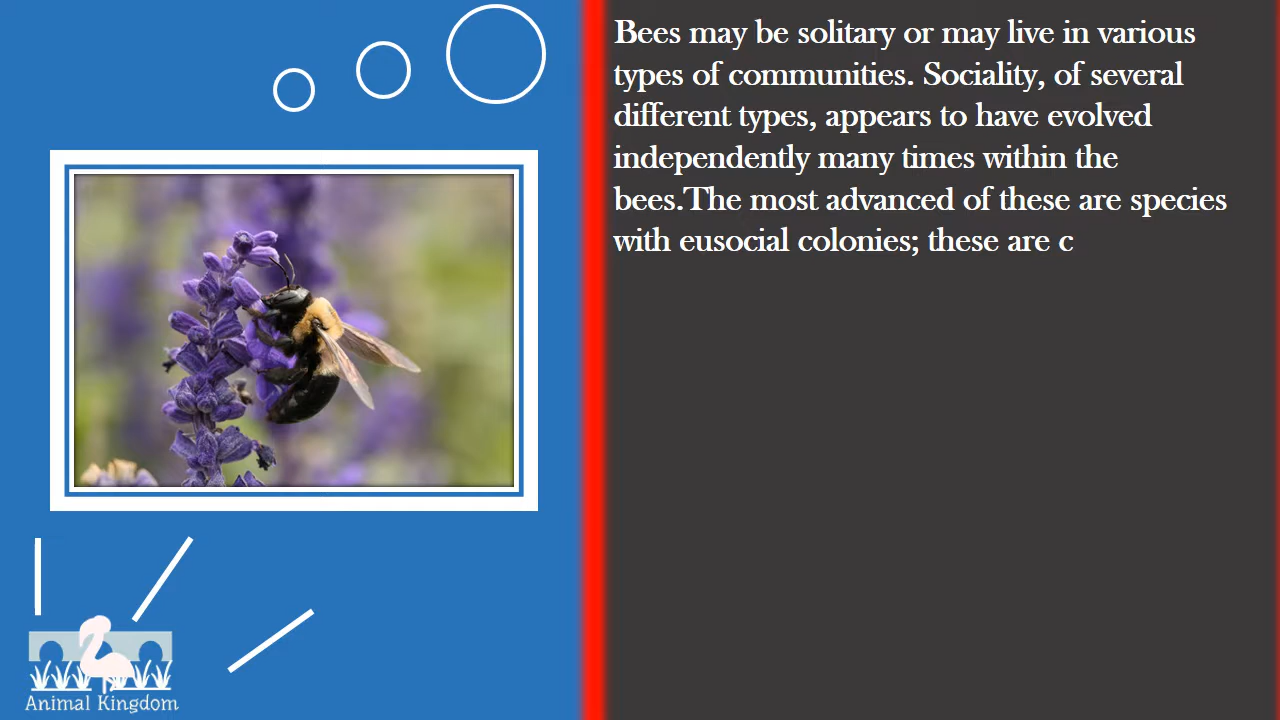 Bees may be solitary or may live in various
types of communities. Sociality, of several
different types, appears to have evolved
independently many times within the
bees.The most advanced of these are species
with eusocial colonies; these are c
Animal Kingdom